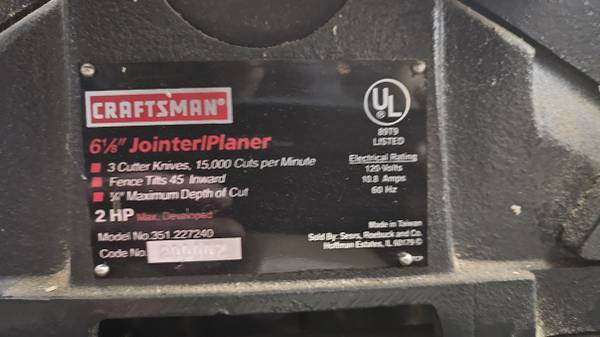 CRAFTSMAN®
6⅛" Jointer/Planer
3 Cutter Knives, 15,000 Cuts per Minute
Fence Tilts 45 Inward
Maximum Depth of Cut
2 HP Max. Developed
Model No. 351.227240
Code No.
UL
®
8979
LISTED
Electrical Rating
120 Volts
10.8 Amps
60 Hz
Made in Taiwan
Sold By: Sears, Roebuck and Co.
Hoffman Estates, IL 60179 ©